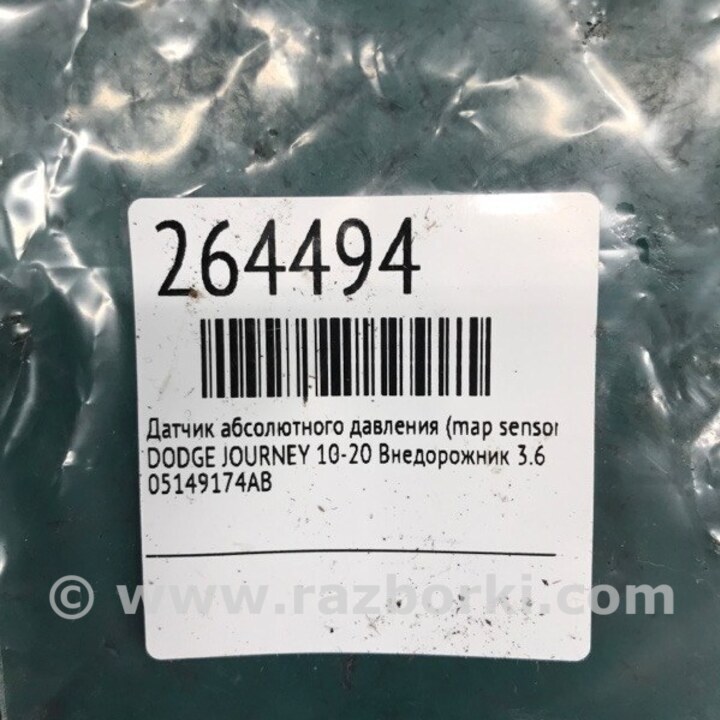 264494
Датчик абсолютного давления (map sensor
DODGE JOURNEY 10-20 Внедорожник 3.6
05149174AB
© www.razborki.com